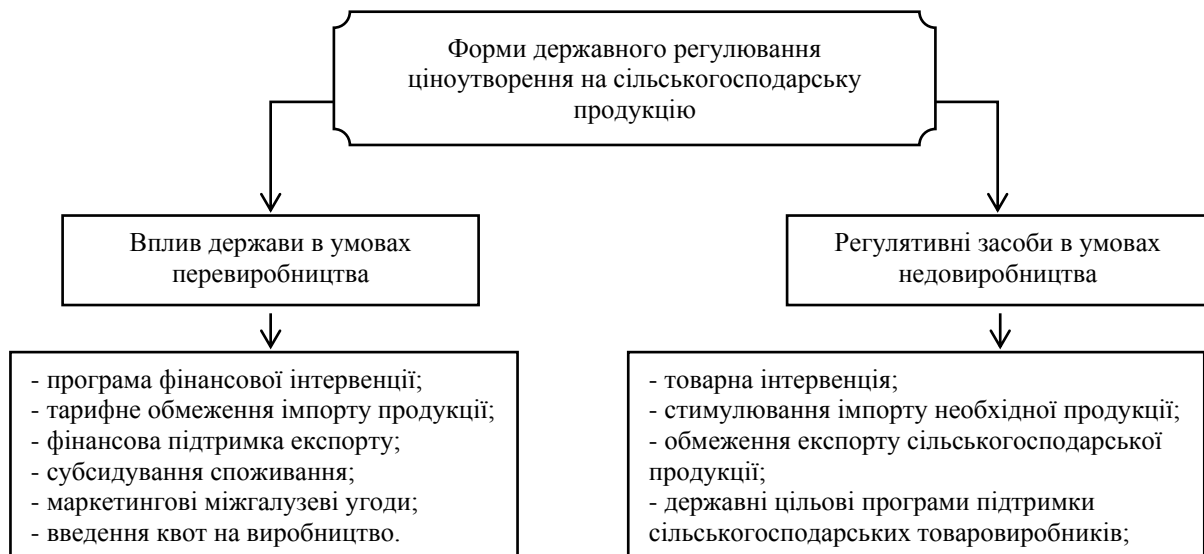 Форми державного регулювання
ціноутворення на сільськогосподарську
продукцію
Вплив держави в умовах
перевиробництва
Регулятивні засоби в умовах
недовиробництва
- програма фінансової інтервенції;
- тарифне обмеження імпорту продукції;
- фінансова підтримка експорту;
- субсидування споживання;
- маркетингові міжгалузеві угоди;
- введення квот на виробництво.
- товарна інтервенція;
- стимулювання імпорту необхідної продукції;
- обмеження експорту сільськогосподарської
продукції;
- державні цільові програми підтримки
сільськогосподарських товаровиробників;